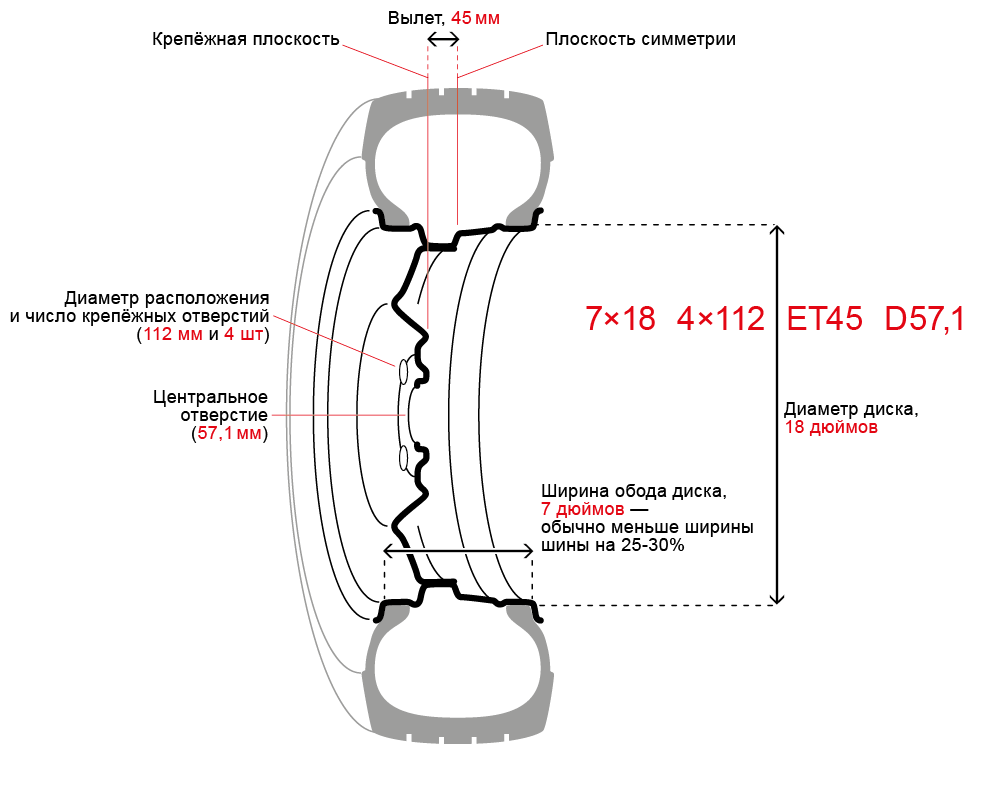 Вылет, 45 мм
Крепёжная плоскость
Плоскость симметрии
Диаметр расположения
и число крепёжных отверстий
(112 мм и 4 шт)
7×18 4×112 ET45 D57,1
Центральное
отверстие
(57,1 мм)
Диаметр диска,
18 дюймов
Ширина обода диска,
7 дюймов —
обычно меньше ширины
шины на 25-30%